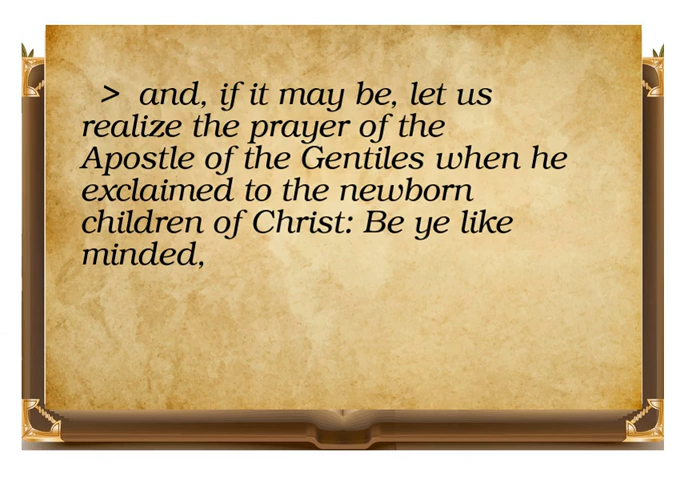 > and, if it may be, let us
realize the prayer of the
Apostle of the Gentiles when he
exclaimed to the newborn
children of Christ: Be ye like
minded,